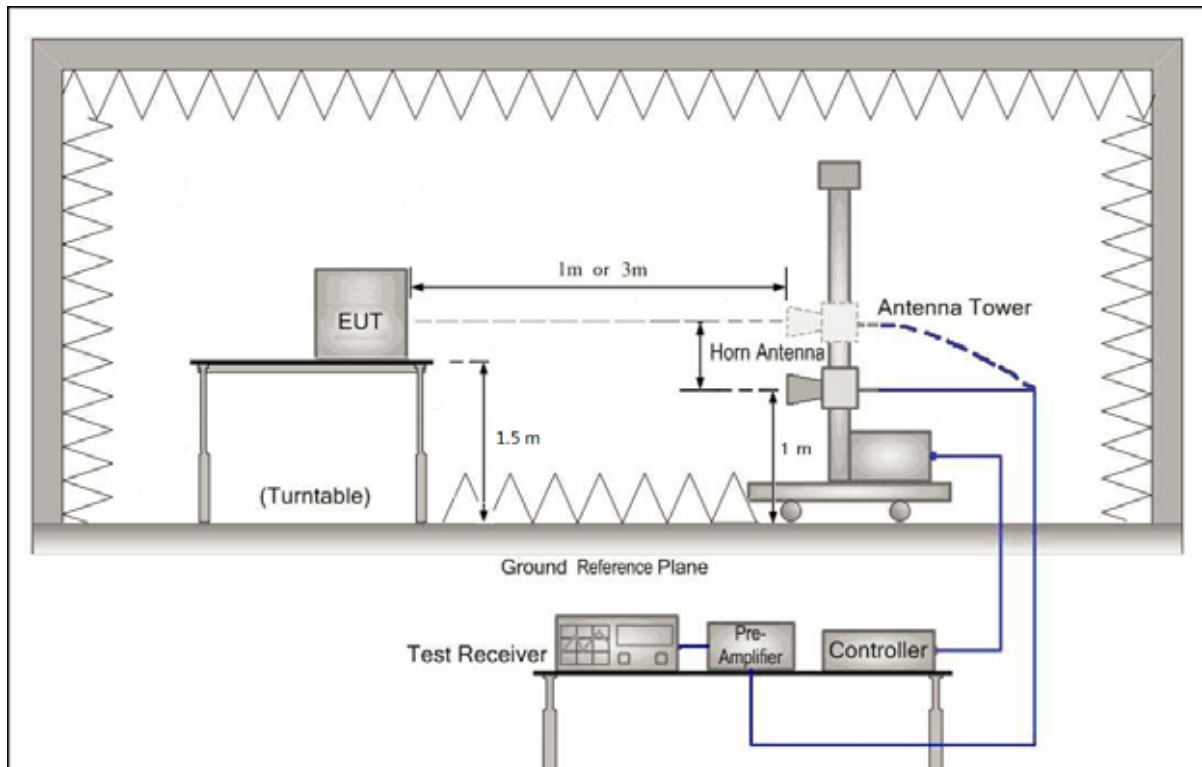 1m or 3m
EUT
Antenna Tower
Horn Antenna
1.5 m
1 m
(Turntable)
Ground Reference Plane
Test Receiver
Pre-
Amplifier
Controller